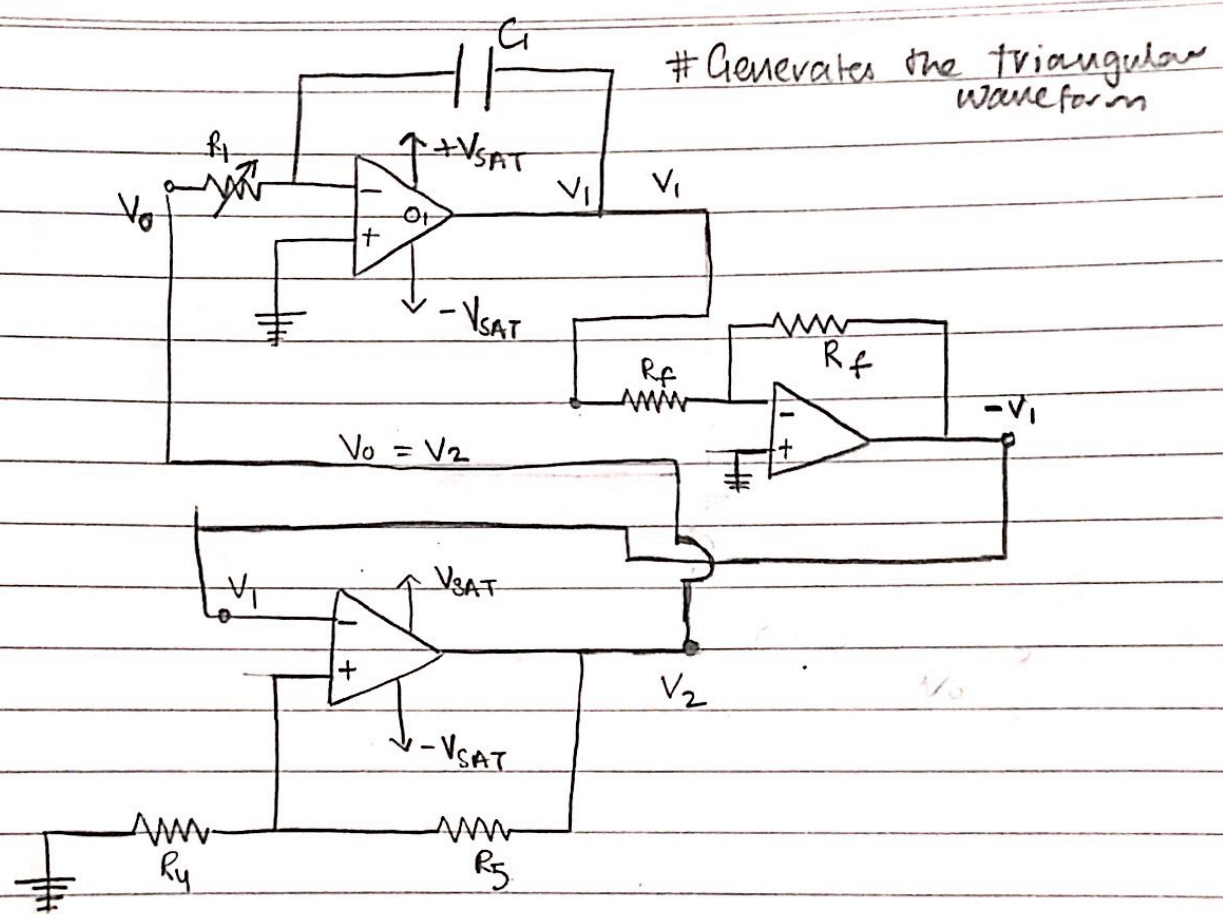 C1
# Generates the triangular
waveform
R1
+VSAT
V0
-
O1
+
V1
V1
-VSAT
Rf
Rf
-
+
-V1
V0 = V2
V1
VSAT
-
+
V2
-VSAT
R4
R5